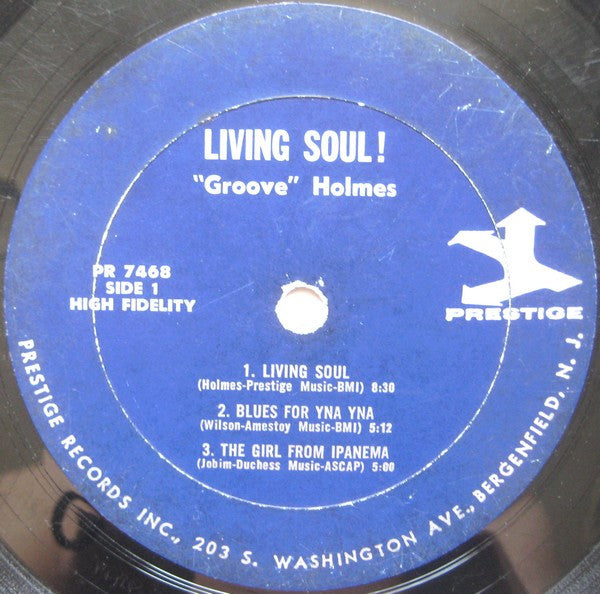 LIVING SOUL!
"Groove" Holmes
PR 7468
SIDE 1
HIGH FIDELITY
PRESTIGE
1. LIVING SOUL
(Holmes-Prestige Music-BMI) 8:30
2. BLUES FOR YNA YNA
(Wilson-Amestoy Music-BMI) 5:12
3. THE GIRL FROM IPANEMA
(Jobim-Duchess Music-ASCAP) 5:00
PRESTIGE RECORDS INC., 203 S. WASHINGTON AVE., BERGENFIELD, N. J.